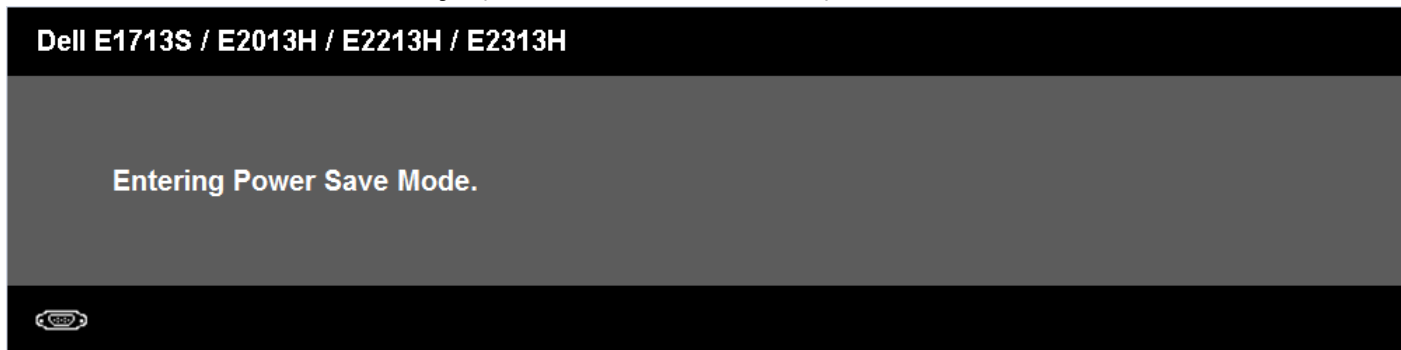 Dell E1713S / E2013H / E2213H / E2313H
Entering Power Save Mode.